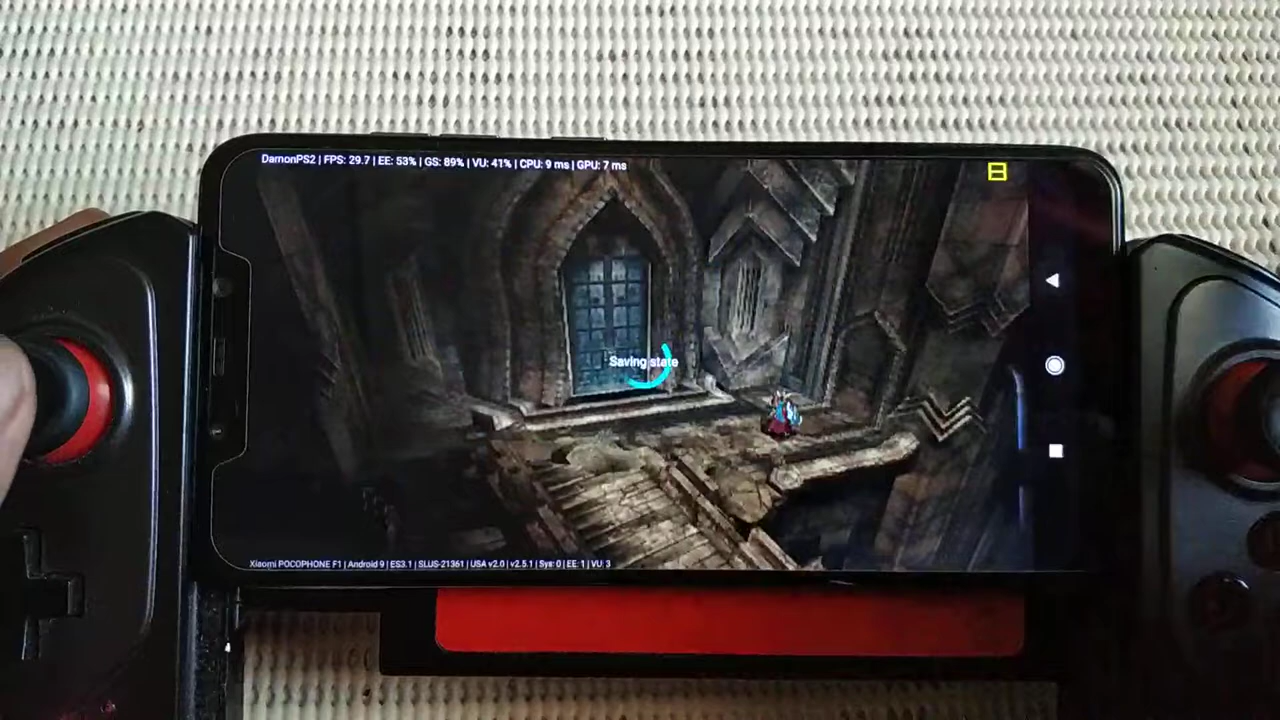 DamonPS2 | FPS: 29.7 | EE: 53% | GS: 89% | VU: 41% | CPU: 9 ms | GPU: 7 ms
Saving state
Xiaomi POCOPHONE F1 | Android 9 | ES3.1 | SLUS-21361 | USA v2.0 | v2.5.1 | Sys: 0 | EE: 1 | VU: 3